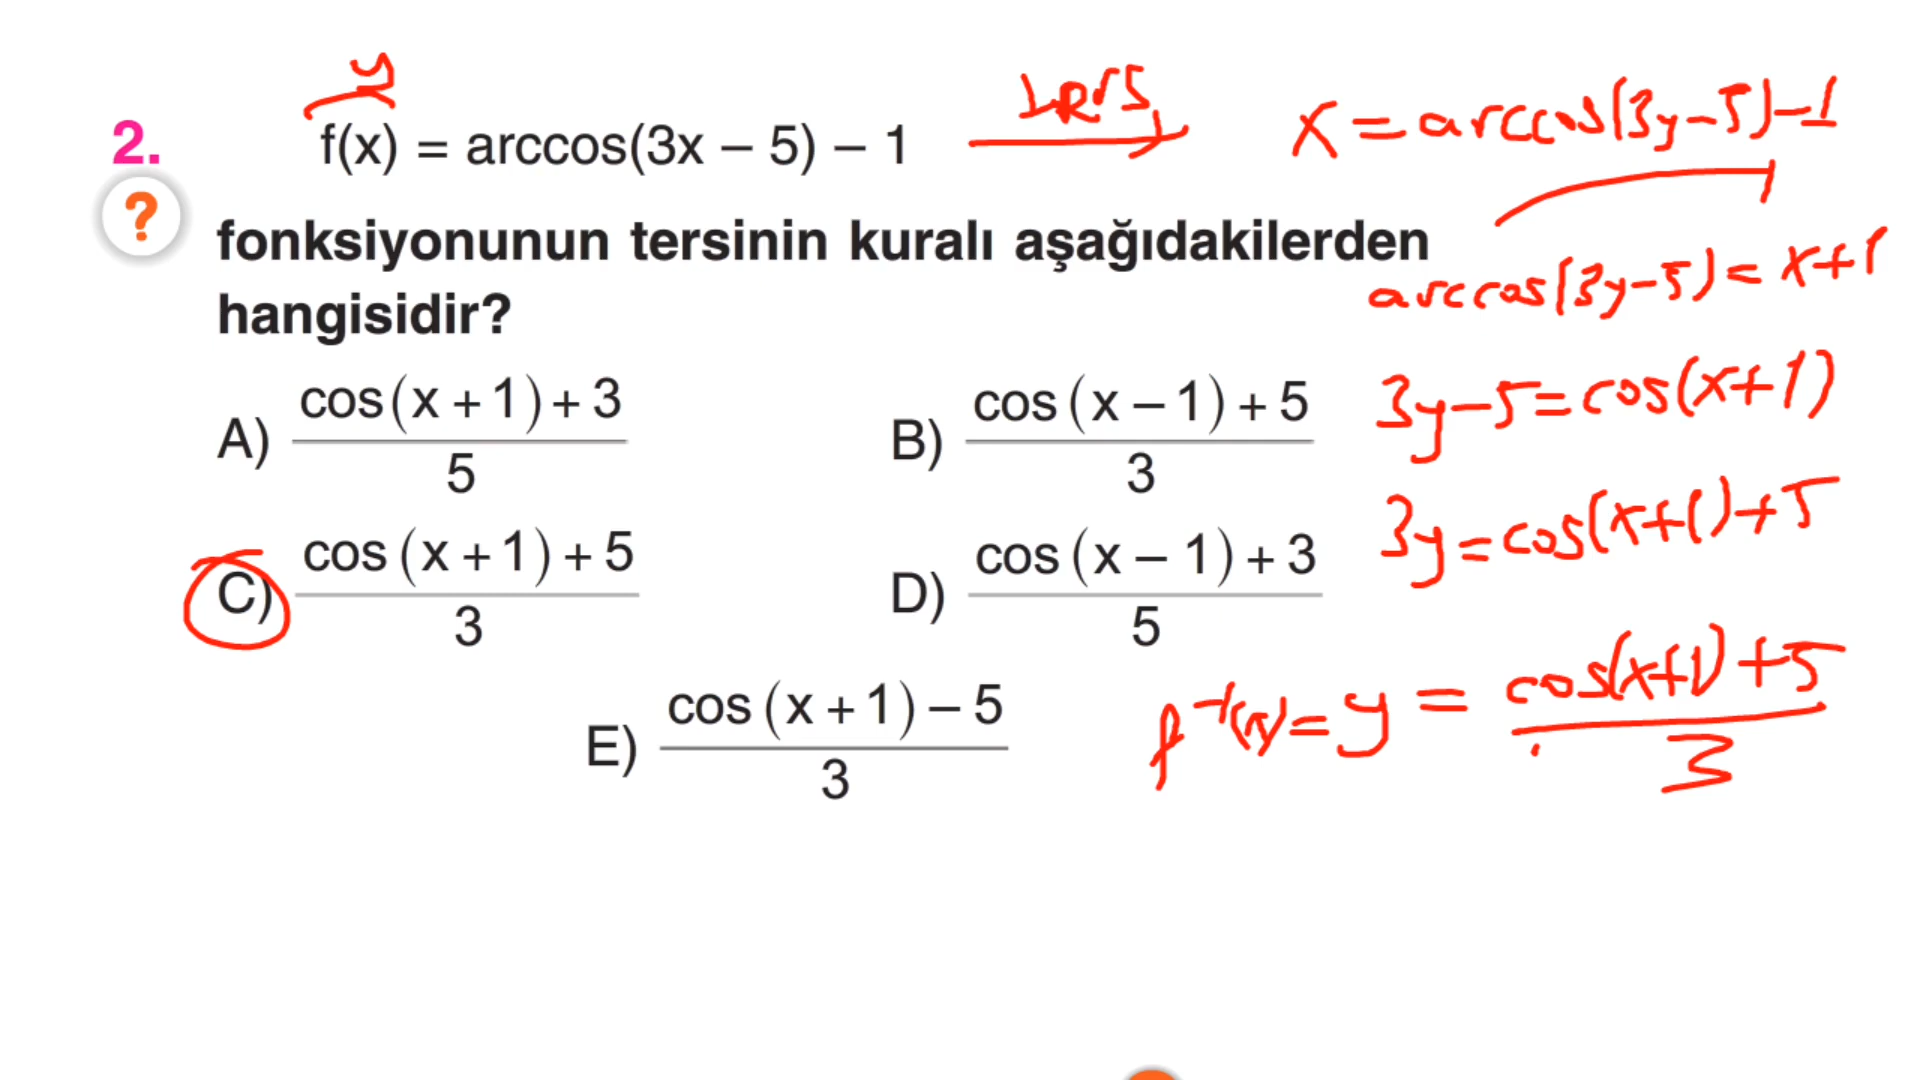 y
2. f(x) = arccos(3x – 5) – 1
ters
x = arccos(3y-5)-1
?
fonksiyonunun tersinin kuralı aşağıdakilerden
hangisidir?
arccos(3y-5) = x+1
3y-5 = cos(x+1)
3y = cos(x+1)+5
f⁻¹(x) = y = cos(x+1)+5 / 3
A) cos(x + 1) + 3 / 5
B) cos(x – 1) + 5 / 3
C) cos(x + 1) + 5 / 3
D) cos(x – 1) + 3 / 5
E) cos(x + 1) – 5 / 3